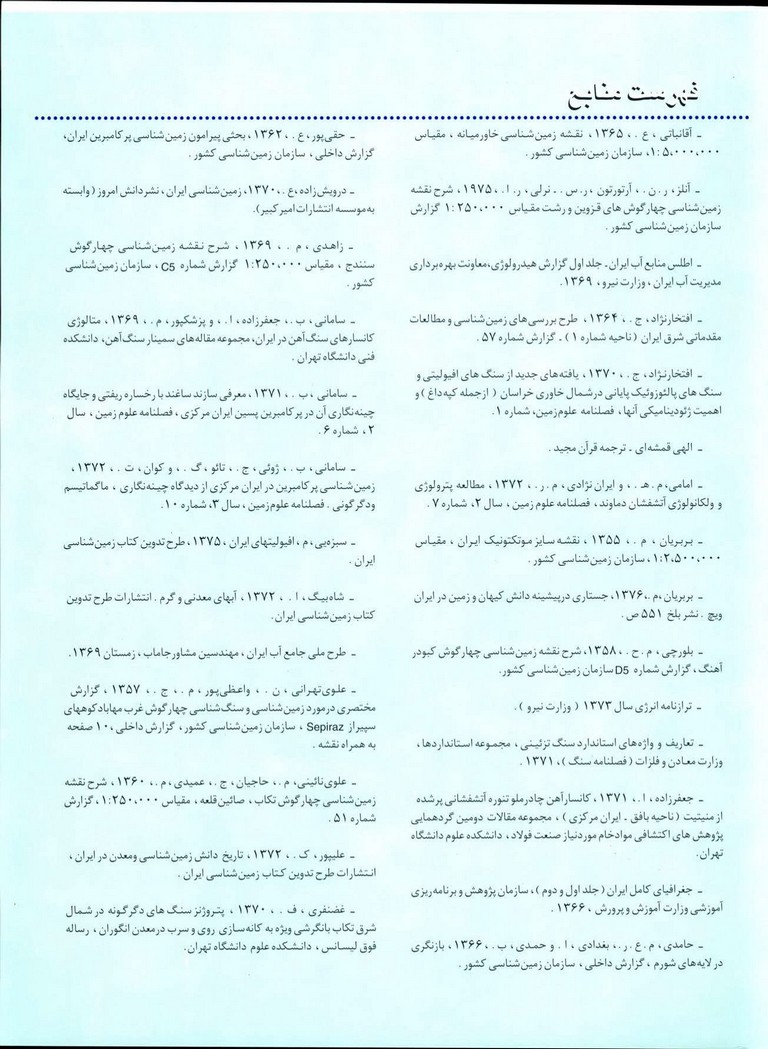 فهرست منابع
ـ آقانباتی ، ع . ، ۱۳۶۵ ، نقشه زمین‌شناسی خاورمیانه ، مقیاس
۱:۵,۰۰۰,۰۰۰ ، سازمان زمین‌شناسی کشور .
ـ آنلز ، ر . ن . ، آرتورتون ، ر . س . ـ نرلی ، ر . ا . ، ۱۹۷۵ ، شرح نقشه
زمین‌شناسی چهارگوش های قزوین و رشت مقیاس ۱:۲۵۰,۰۰۰ گزارش
سازمان زمین‌شناسی کشور .
ـ اطلس منابع آب ایران ـ جلد اول گزارش هیدرولوژی،معاونت بهره‌برداری
مدیریت آب ایران ، وزارت نیرو ، ۱۳۶۹ .
ـ افتخارنژاد، ج . ، ۱۳۶۴ ، طرح بررسی‌های زمین‌شناسی و مطالعات
مقدماتی شرق ایران ( ناحیه شماره ۱ ) ـ گزارش شماره ۵۷ .
ـ افتخارنژاد، ج . ، ۱۳۷۰ ، یافته‌های جدید از سنگ های افیولیتی و
سنگ های پالئوزوئیک پایانی درشمال خاوری خراسان ( ازجمله کپه‌داغ ) و
اهمیت ژئودینامیکی آنها ، فصلنامه علوم‌زمین، شماره ۱.
ـ الهی قمشه‌ای ـ ترجمه قرآن مجید .
ـ امامی، م . هـ . ، و ایران نژادی ، م . ر . ، ۱۳۷۲ ، مطالعه پترولوژی
و ولکانولوژی آتشفشان دماوند ، فصلنامه علوم زمین ، سال ۲، شماره ۷ .
ـ بربریان ، م . ، ۱۳۵۵ ، نقشه سایزموتکتونیک ایران ، مقیاس
۱:۲,۵۰۰,۰۰۰ ، سازمان زمین‌شناسی کشور .
ـ بربریان ،م .،۱۳۷۶، جستاری درپیشینه دانش کیهان و زمین در ایران
ویچ . نشر بلخ ۵۵۱ ص .
ـ بلورچی ، م . ح . ، ۱۳۵۸، شرح نقشه زمین‌شناسی چهارگوش کبودر
آهنگ ، گزارش شماره D5 سازمان زمین‌شناسی کشور.
ـ ترازنامه انرژی سال ۱۳۷۳ ( وزارت نیرو ) .
ـ تعاریف و واژه‌های استاندارد سنگ تزئینی ، مجموعه استانداردها ،
وزارت معادن و فلزات ( فصلنامه سنگ ) ، ۱۳۷۱ .
ـ جعفرزاده ، ا . ، ۱۳۷۱ ، کانسارآهن چادرملو تنوره آتشفشانی پرشده
از منیتیت ( ناحیه بافق ـ ایران مرکزی ) ، مجموعه مقالات دومین گردهمایی
پژوهش های اکتشافی موادخام موردنیاز صنعت فولاد ، دانشکده علوم دانشگاه
تهران.
ـ جغرافیای کامل ایران ( جلد اول و دوم ) ، سازمان پژوهش و برنامه‌ریزی
آموزشی وزارت آموزش و پرورش ، ۱۳۶۶ .
ـ حامدی، م . ع . ر .، بغدادی ، ا . و حمدی ، ب . ، ۱۳۶۶ ، بازنگری
در لایه‌های شورم ، گزارش داخلی ، سازمان زمین‌شناسی کشور .
ـ حقی‌پور ، ع . ، ۱۳۶۲، بحثی پیرامون زمین‌شناسی پرکامبرین ایران،
گزارش داخلی ، سازمان زمین‌شناسی کشور .
ـ درویش‌زاده ،ع .،۱۳۷۰، زمین‌شناسی ایران ، نشردانش امروز ( وابسته
به‌موسسه انتشارات‌امیرکبیر).
ـ زاهدی ، م . ، ۱۳۶۹ ، شرح نقشه زمین‌شناسی چهارگوش
سنندج ، مقیاس ۱:۲۵۰,۰۰۰ گزارش شماره C5 ، سازمان زمین‌شناسی
کشور .
ـ سامانی ، ب . ، جعفرزاده ، ا . ، و پزشکپور ، م . ، ۱۳۶۹ ، متالوژی
کانسارهای سنگ‌آهن در ایران، مجموعه مقاله‌های سمینار سنگ‌آهن، دانشکده
فنی دانشگاه تهران .
ـ سامانی ، ب . ، ۱۳۷۱ ، معرفی سازند ساغند با رخساره ریفتی و جایگاه
چینه‌نگاری آن در پرکامبرین پسین ایران مرکزی ، فصلنامه علوم زمین ، سال
۲ ، شماره ۶ .
ـ سامانی ، ب . ، ژوئی ، ج . ، تائو ، گ . ، و کوان ، ت . ، ۱۳۷۲ ،
زمین‌شناسی پرکامبرین در ایران مرکزی از دیدگاه چینه‌نگاری ، ماگماتیسم
ودگرگونی . فصلنامه علوم‌زمین ، سال ۳، شماره ۱۰.
ـ سبزه‌یی ، م ، افیولیتهای ایران ، ۱۳۷۵، طرح تدوین کتاب زمین‌شناسی
ایران .
ـ شاه‌بیگ ، ا . ، ۱۳۷۲ ، آبهای معدنی و گرم . انتشارات طرح تدوین
کتاب زمین‌شناسی ایران.
ـ طرح ملی جامع آب ایران ، مهندسین مشاورجاماب ، زمستان ۱۳۶۹.
ـ علوی‌تهرانی ، ن . ، واعظی‌پور ، م . ، ج . ، ۱۳۵۷ ، گزارش
مختصری درمورد زمین‌شناسی و سنگ‌شناسی چهارگوش غرب مهاباد کوههای
سپیراز Sepiraz ، سازمان زمین‌شناسی کشور ، گزارش داخلی ، ۱۰ صفحه
به همراه نقشه .
ـ علوی‌نائینی، م . ، حاجیان، ج . ، عمیدی، م . ، ۱۳۶۰ ، شرح نقشه
زمین‌شناسی چهارگوش تکاب ، صائین‌قلعه ، مقیاس ۱:۲۵۰,۰۰۰ ، گزارش
شماره ۵۱ .
ـ علیپور، ک . ، ۱۳۷۲، تاریخ دانش زمین‌شناسی ومعدن در ایران ،
انتشارات طرح تدوین کتاب زمین‌شناسی ایران .
ـ غضنفری ، ف . ، ۱۳۷۰ ، پتروژنز سنگ های دگرگونه در شمال
شرق تکاب بانگرشی ویژه به کانه‌سازی روی و سرب درمعدن انگوران ، رساله
فوق لیسانس ، دانشکده علوم دانشگاه تهران.